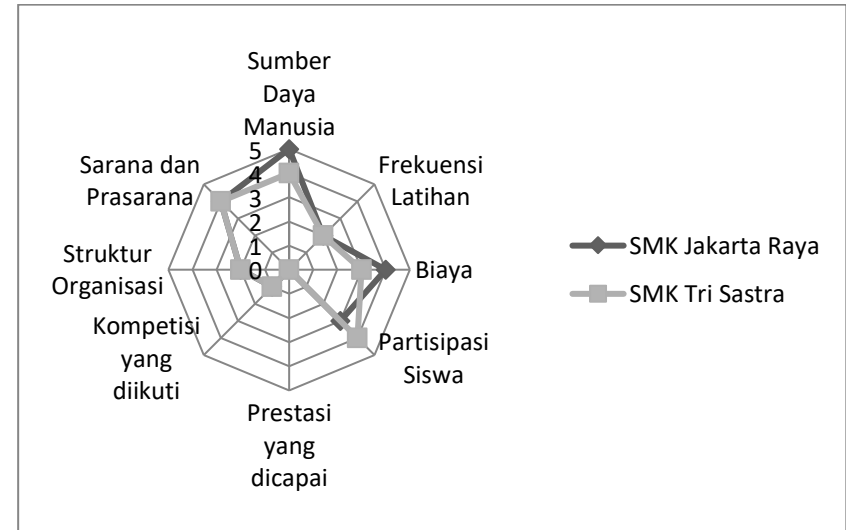 Sumber
Daya
Manusia
Frekuensi
Latihan
Biaya
Partisipasi
Siswa
Prestasi
yang
dicapai
Kompetisi
yang
diikuti
Struktur
Organisasi
Sarana dan
Prasarana
5
4
3
2
1
0
SMK Jakarta Raya
SMK Tri Sastra